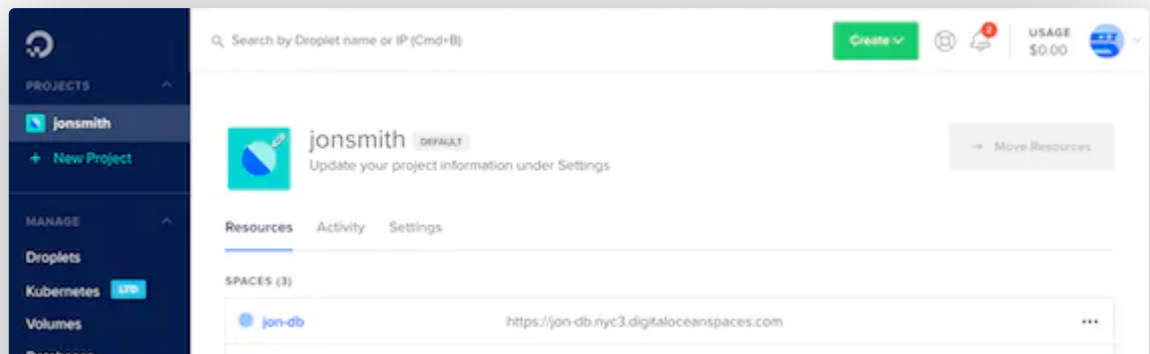 Search by Droplet name or IP (Cmd+B)
Create
2
USAGE
$0.00
PROJECTS
jonsmith
+ New Project
MANAGE
Droplets
Kubernetes LTD
Volumes
Databases
jonsmith DEFAULT
Update your project information under Settings
→ Move Resources
Resources Activity Settings
SPACES (3)
jon-db https://jon-db.nyc3.digitaloceanspaces.com